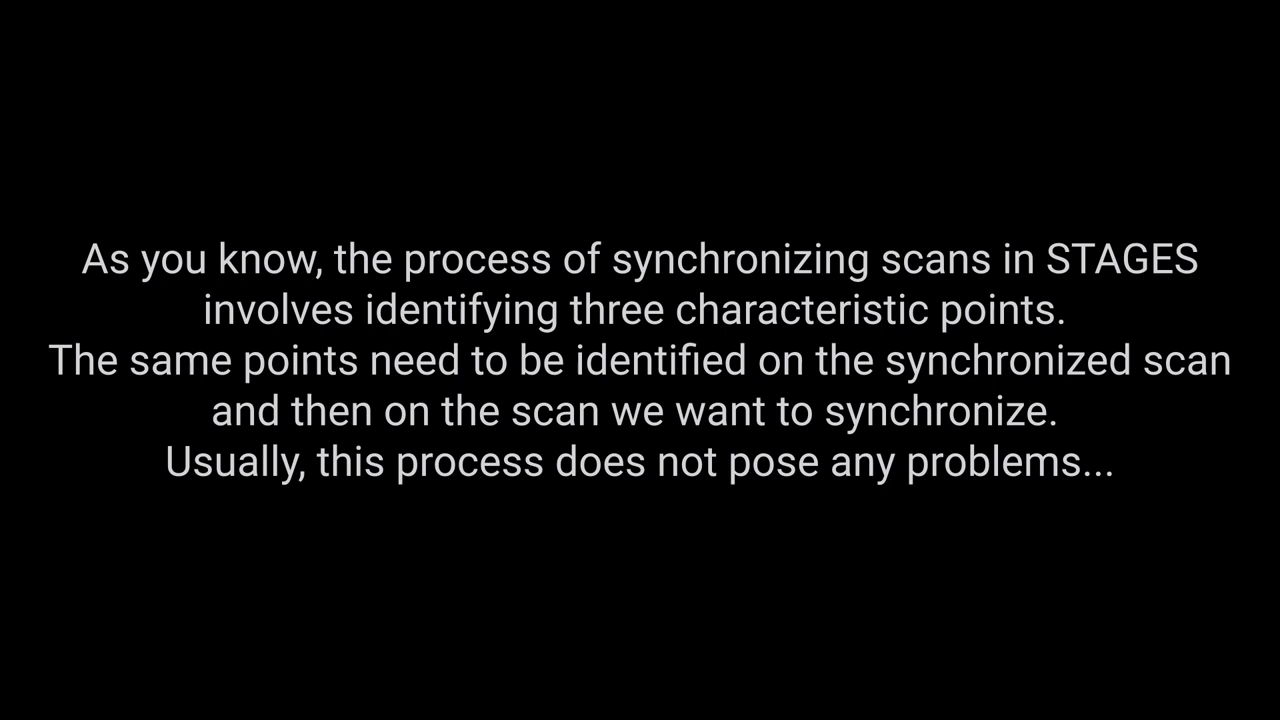 As you know, the process of synchronizing scans in STAGES
involves identifying three characteristic points.
The same points need to be identified on the synchronized scan
and then on the scan we want to synchronize.
Usually, this process does not pose any problems...